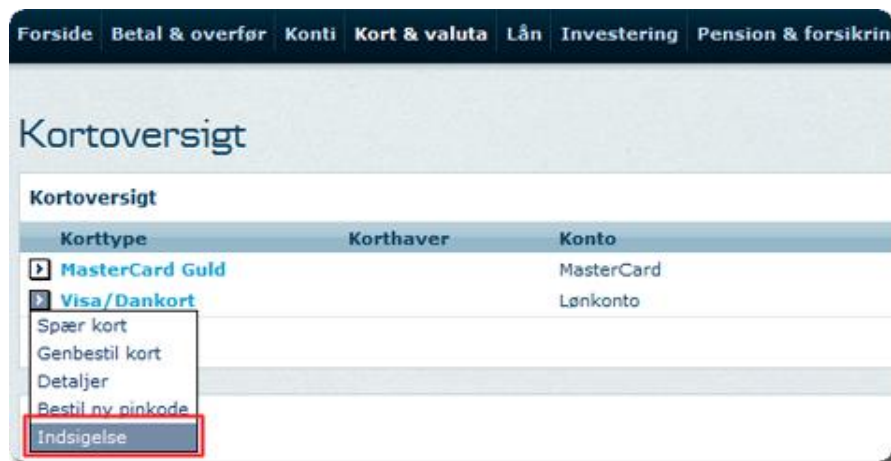 Forside Betal & overfør Konti Kort & valuta Lån Investering Pension & forsikrin
Kortoversigt
Kortoversigt
Korttype Korthaver Konto
MasterCard Guld MasterCard
Visa/Dankort Lønkonto
Spær kort
Genbestil kort
Detaljer
Bestil ny pinkode
Indsigelse